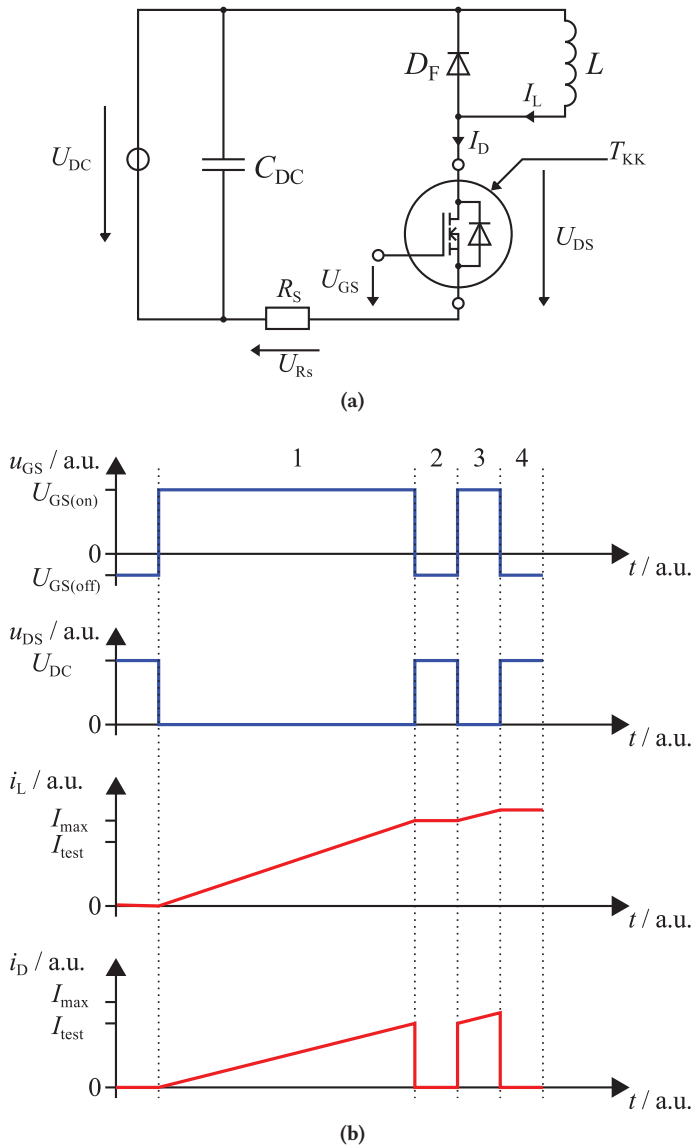 D_F
L
I_L
I_D
U_DC
C_DC
T_KK
U_DS
U_GS
R_S
U_Rs
(a)
1 2 3 4
u_GS / a.u.
U_GS(on)
0
U_GS(off)
t / a.u.
u_DS / a.u.
U_DC
0
t / a.u.
i_L / a.u.
I_max
I_test
0
t / a.u.
i_D / a.u.
I_max
I_test
0
t / a.u.
(b)